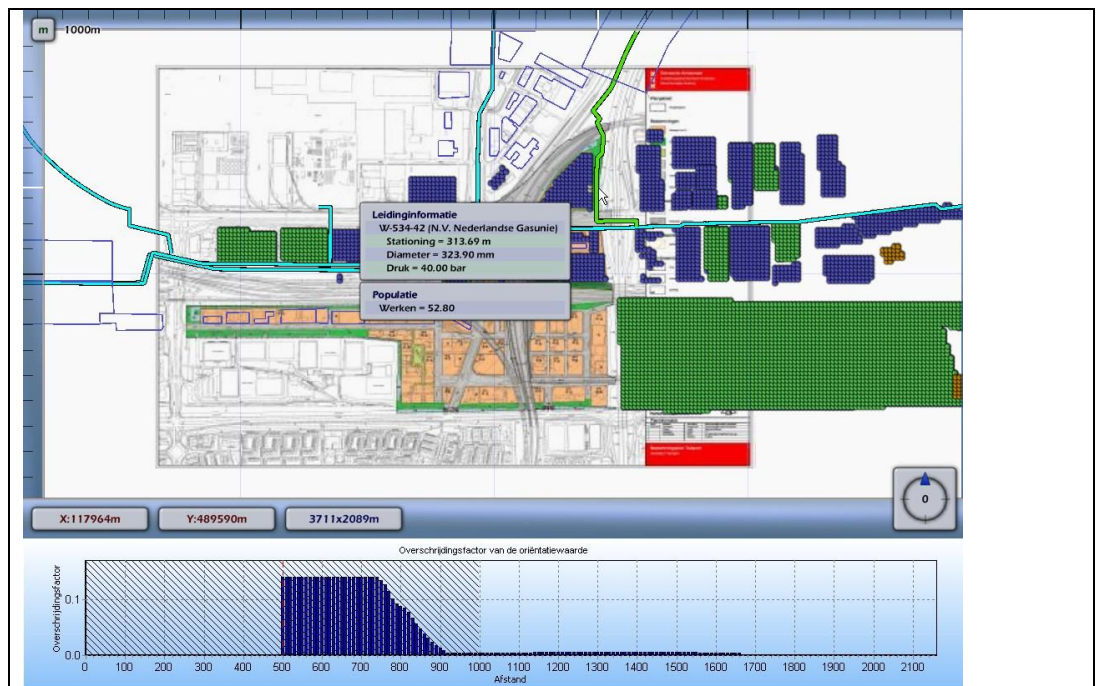 m
1000m
Leidinginformatie
W-534-42 (N.V. Nederlandse Gasunie)
Stationing = 313.69 m
Diameter = 323.90 mm
Druk = 40.00 bar
Populatie
Werken = 52.80
0
X:117964m
Y:489590m
3711x2089m
Overschrijdingsfactor van de oriëntatiewaarde
Overschrijdingsfactor
0.1
0.0
0 100 200 300 400 500 600 700 800 900 1000 1100 1200 1300 1400 1500 1600 1700 1800 1900 2000 2100
Afstand